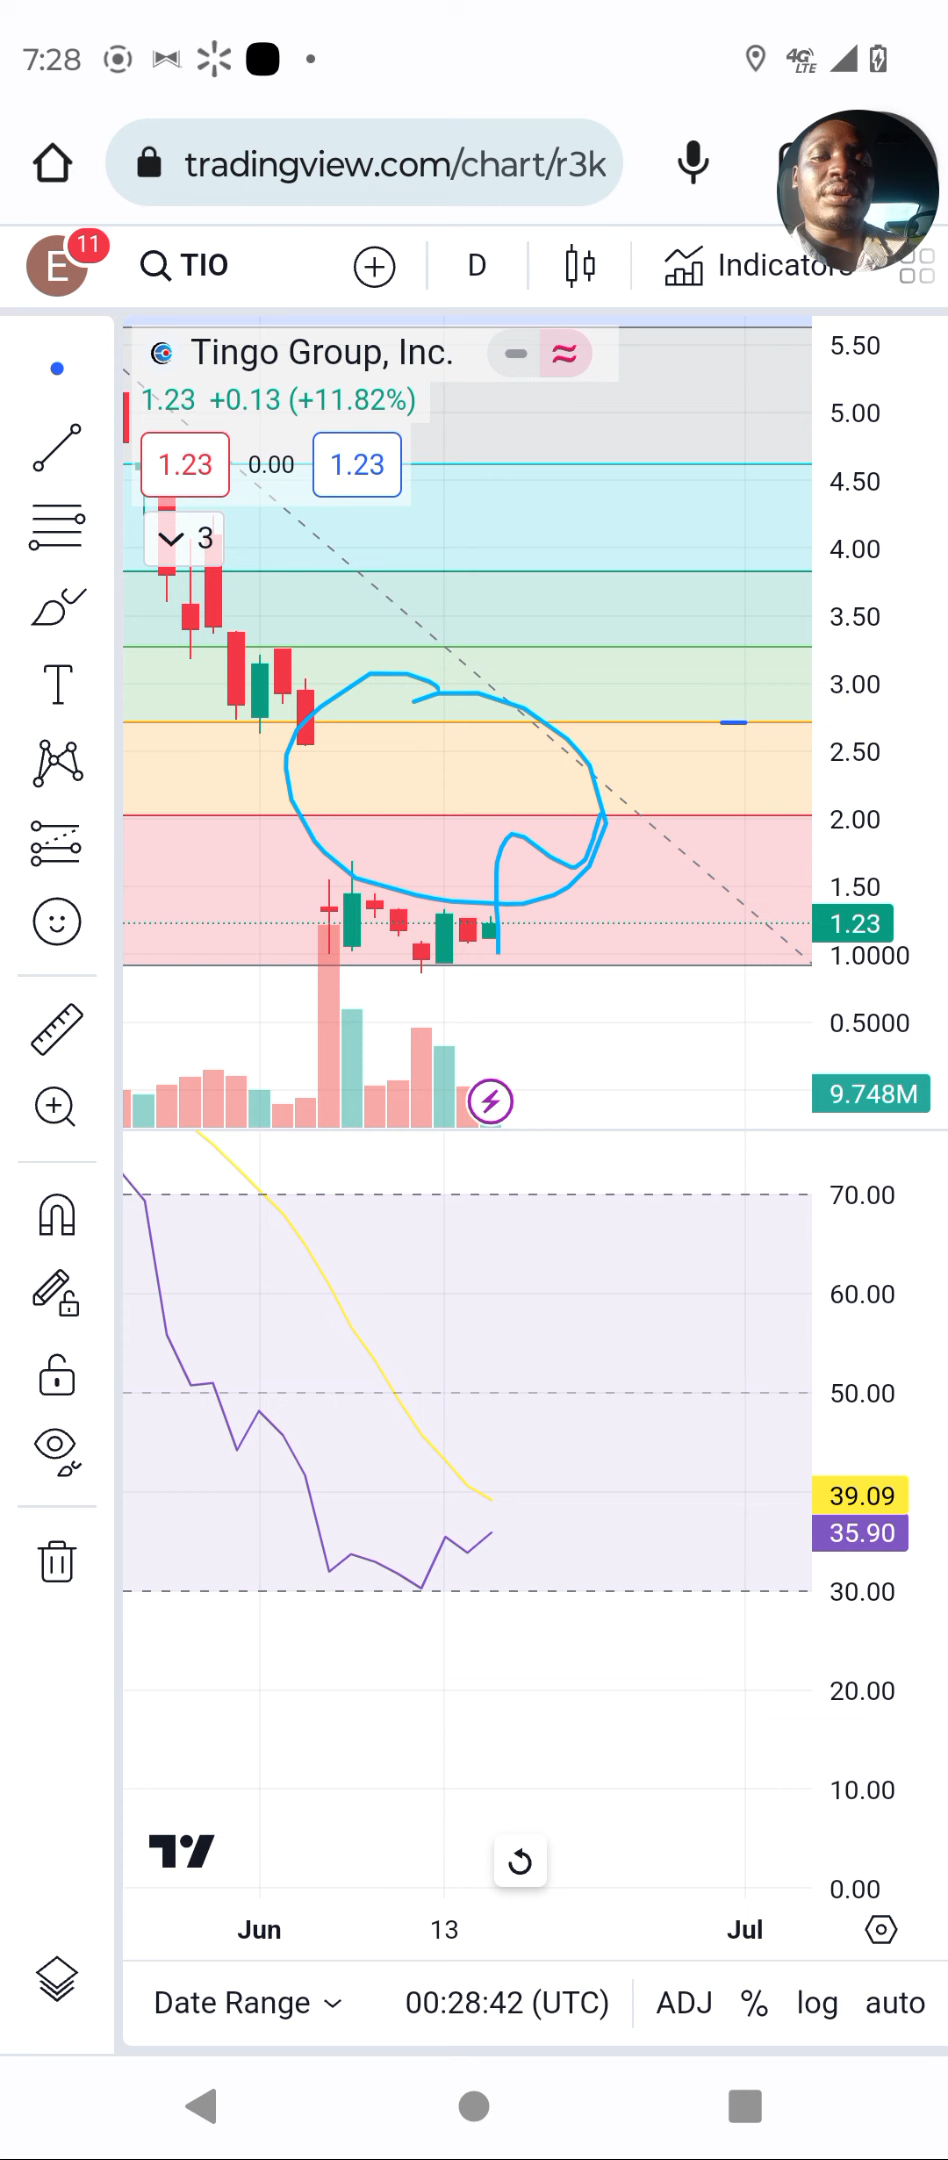 7:28
4G
LTE
tradingview.com/chart/r3k
E
11
TIO
D
Indicators
Tingo Group, Inc.
1.23 +0.13 (+11.82%)
1.23 0.00 1.23
3
5.50
5.00
4.50
4.00
3.50
3.00
2.50
2.00
1.50
1.23
1.0000
0.5000
9.748M
70.00
60.00
50.00
39.09
35.90
30.00
20.00
10.00
0.00
Jun 13 Jul
Date Range 00:28:42 (UTC) ADJ % log auto